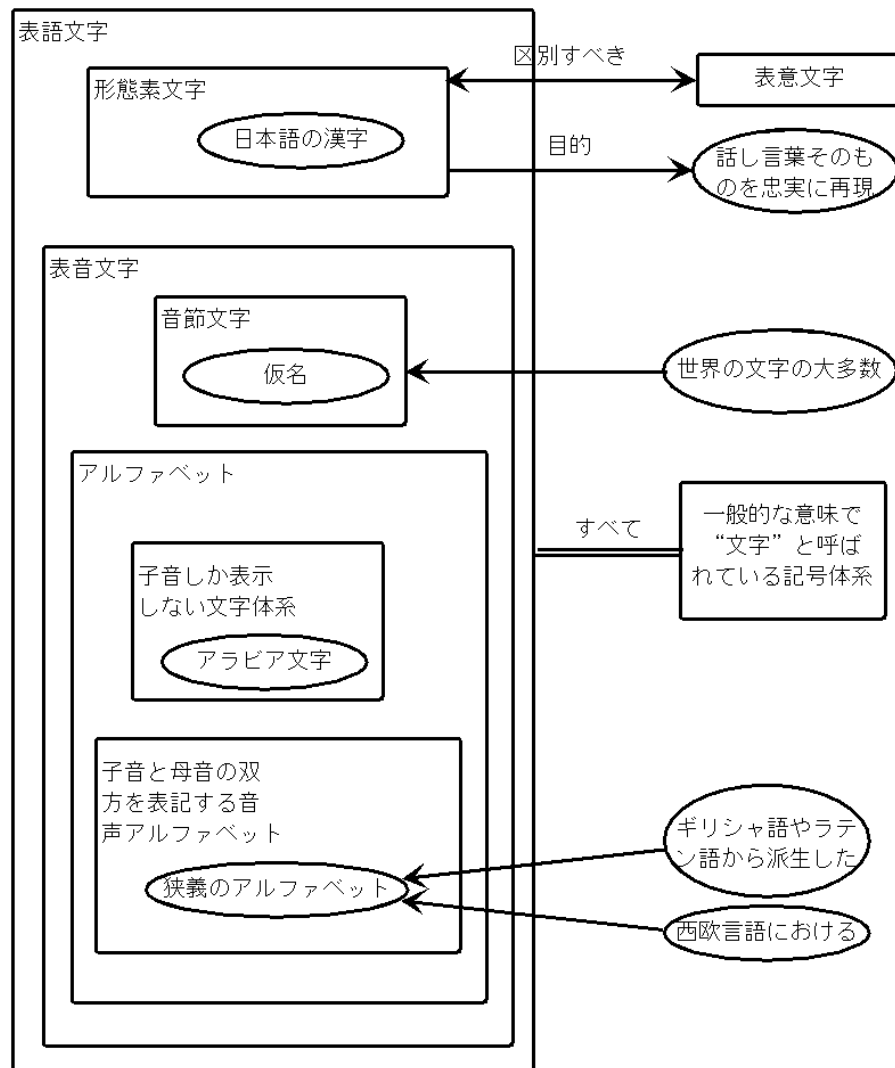 表語文字
区別すべき
形態素文字
表意文字
日本語の漢字
目的
話し言葉そのも
のを忠実に再現
表音文字
音節文字
仮名
世界の文字の大多数
アルファベット
すべて
一般的な意味で
“文字”と呼ば
れている記号体系
子音しか表示
しない文字体系
アラビア文字
子音と母音の双
方を表記する音
声アルファベット
狭義のアルファベット
ギリシャ語やラテ
ン語から派生した
西欧言語における